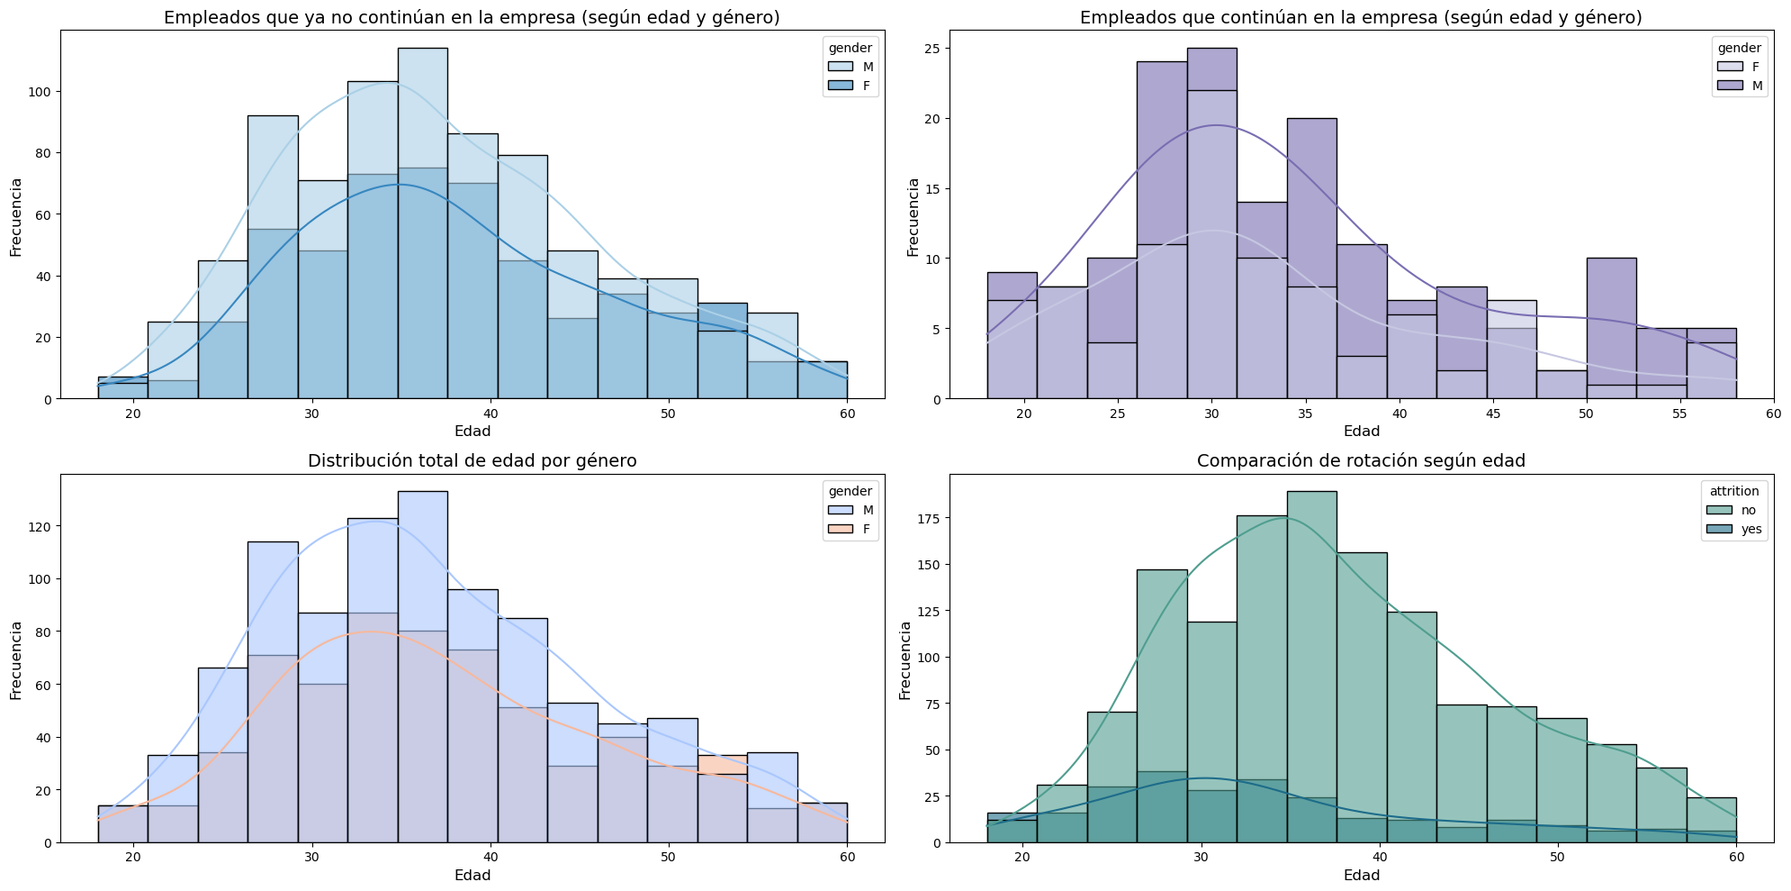 Empleados que ya no continúan en la empresa (según edad y género)
gender
M
F
Frecuencia
100
80
60
40
20
0
20 30 40 50 60
Edad
Empleados que continúan en la empresa (según edad y género)
gender
F
M
Frecuencia
25
20
15
10
5
0
20 25 30 35 40 45 50 55 60
Edad
Distribución total de edad por género
gender
M
F
Frecuencia
120
100
80
60
40
20
0
20 30 40 50 60
Edad
Comparación de rotación según edad
attrition
no
yes
Frecuencia
175
150
125
100
75
50
25
0
20 30 40 50 60
Edad